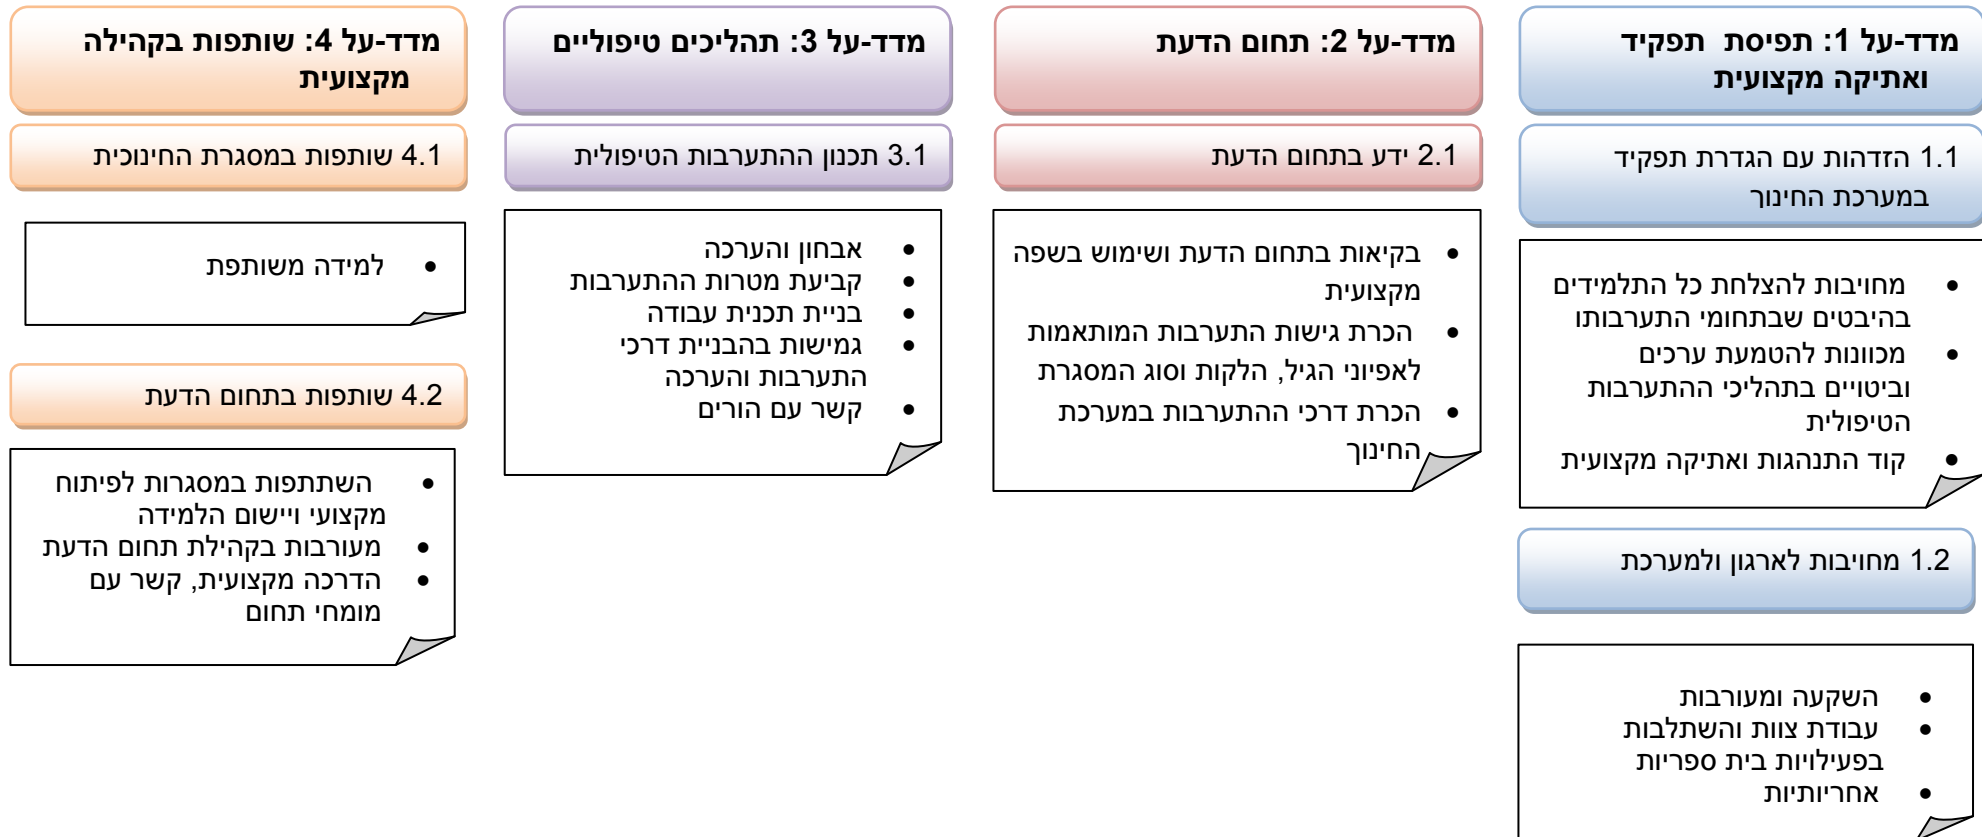 מדד-על 1: תפיסת תפקיד
ואתיקה מקצועית
1.1 הזדהות עם הגדרת תפקיד
במערכת החינוך
• מחויבות להצלחת כל התלמידים
בהיבטים שבתחומי התערבותו
• מכוונות להטמעת ערכים
וביטויים בתהליכי ההתערבות
הטיפולית
• קוד התנהגות ואתיקה מקצועית
1.2 מחויבות לארגון ולמערכת
• השקעה ומעורבות
• עבודת צוות והשתלבות
בפעילויות בית ספריות
• אחריותיות
מדד-על 2: תחום הדעת
2.1 ידע בתחום הדעת
• בקיאות בתחום הדעת ושימוש בשפה
מקצועית
• הכרת גישות התערבות המותאמות
לאפיוני הגיל, הלקות וסוג המסגרת
• הכרת דרכי ההתערבות במערכת
החינוך
מדד-על 3: תהליכים טיפוליים
3.1 תכנון ההתערבות הטיפולית
• אבחון והערכה
• קביעת מטרות ההתערבות
• בניית תכנית עבודה
• גמישות בהבניית דרכי
התערבות והערכה
• קשר עם הורים
מדד-על 4: שותפות בקהילה
מקצועית
4.1 שותפות במסגרת החינוכית
• למידה משותפת
4.2 שותפות בתחום הדעת
• השתתפות במסגרות לפיתוח
מקצועי ויישום הלמידה
• מעורבות בקהילת תחום הדעת
• הדרכה מקצועית, קשר עם
מומחי תחום